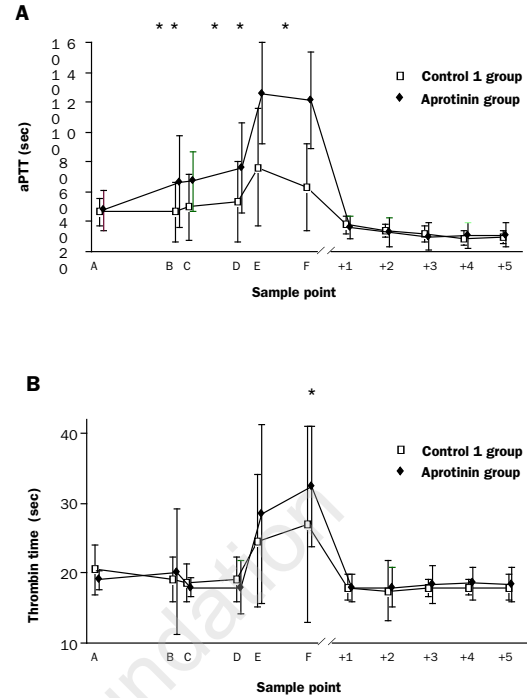 A
* * * * *
1 6
0
1 4
0
1 2
0
1 0
0
8
0
6
0
4
0
2
0
aPTT (sec)
Control 1 group
Aprotinin group
A B C D E F +1 +2 +3 +4 +5
Sample point
B
*
40
30
20
10
Thrombin time (sec)
Control 1 group
Aprotinin group
A B C D E F +1 +2 +3 +4 +5
Sample point
undation